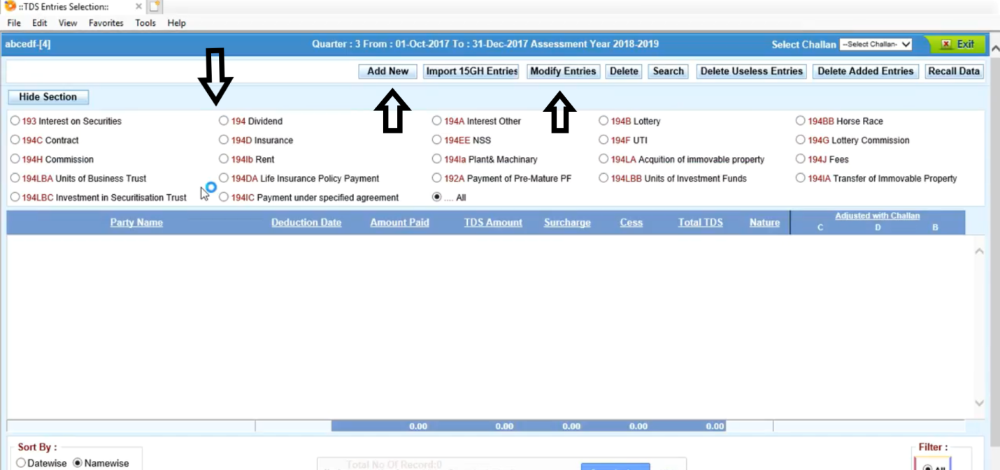 ::TDS Entries Selection::
File Edit View Favorites Tools Help
abcedf-[4] Quarter : 3 From : 01-Oct-2017 To : 31-Dec-2017 Assessment Year 2018-2019 Select Challan --Select Challan- Exit
Add New Import 15GH Entries Modify Entries Delete Search Delete Useless Entries Delete Added Entries Recall Data
Hide Section
193 Interest on Securities 194 Dividend 194A Interest Other 194B Lottery 194BB Horse Race
194C Contract 194D Insurance 194EE NSS 194F UTI 194G Lottery Commission
194H Commission 194Ib Rent 194Ia Plant& Machinary 194LA Acqution of immovable property 194J Fees
194LBA Units of Business Trust 194DA Life Insurance Policy Payment 192A Payment of Pre-Mature PF 194LBB Units of Investment Funds 194IA Transfer of Immovable Property
194LBC Investment in Securitisation Trust 194IC Payment under specified agreement .... All
Party Name Deduction Date Amount Paid TDS Amount Surcharge Cess Total TDS Nature Adjusted with Challan
C D B
0.00 0.00 0.00 0.00 0.00
Sort By : Filter :
Datewise Namewise Total No Of Record:0 All